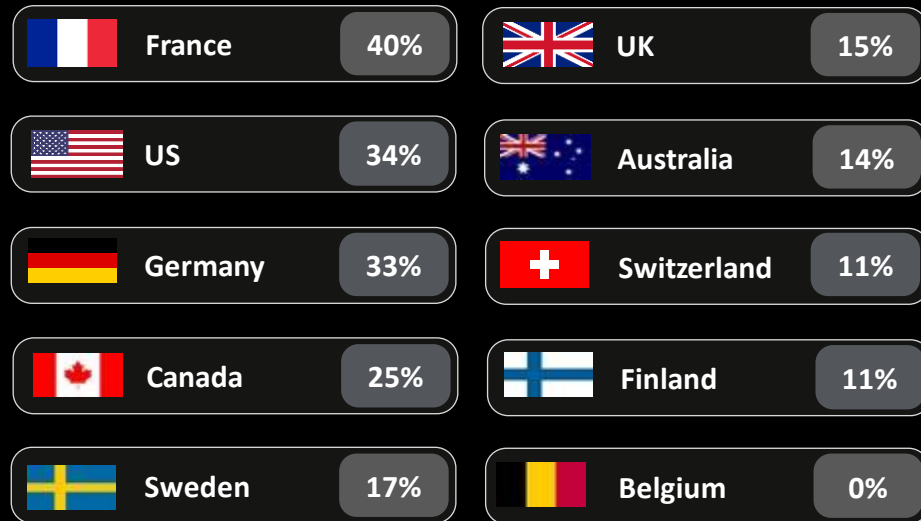 France 40%
US 34%
Germany 33%
Canada 25%
Sweden 17%
UK 15%
Australia 14%
Switzerland 11%
Finland 11%
Belgium 0%